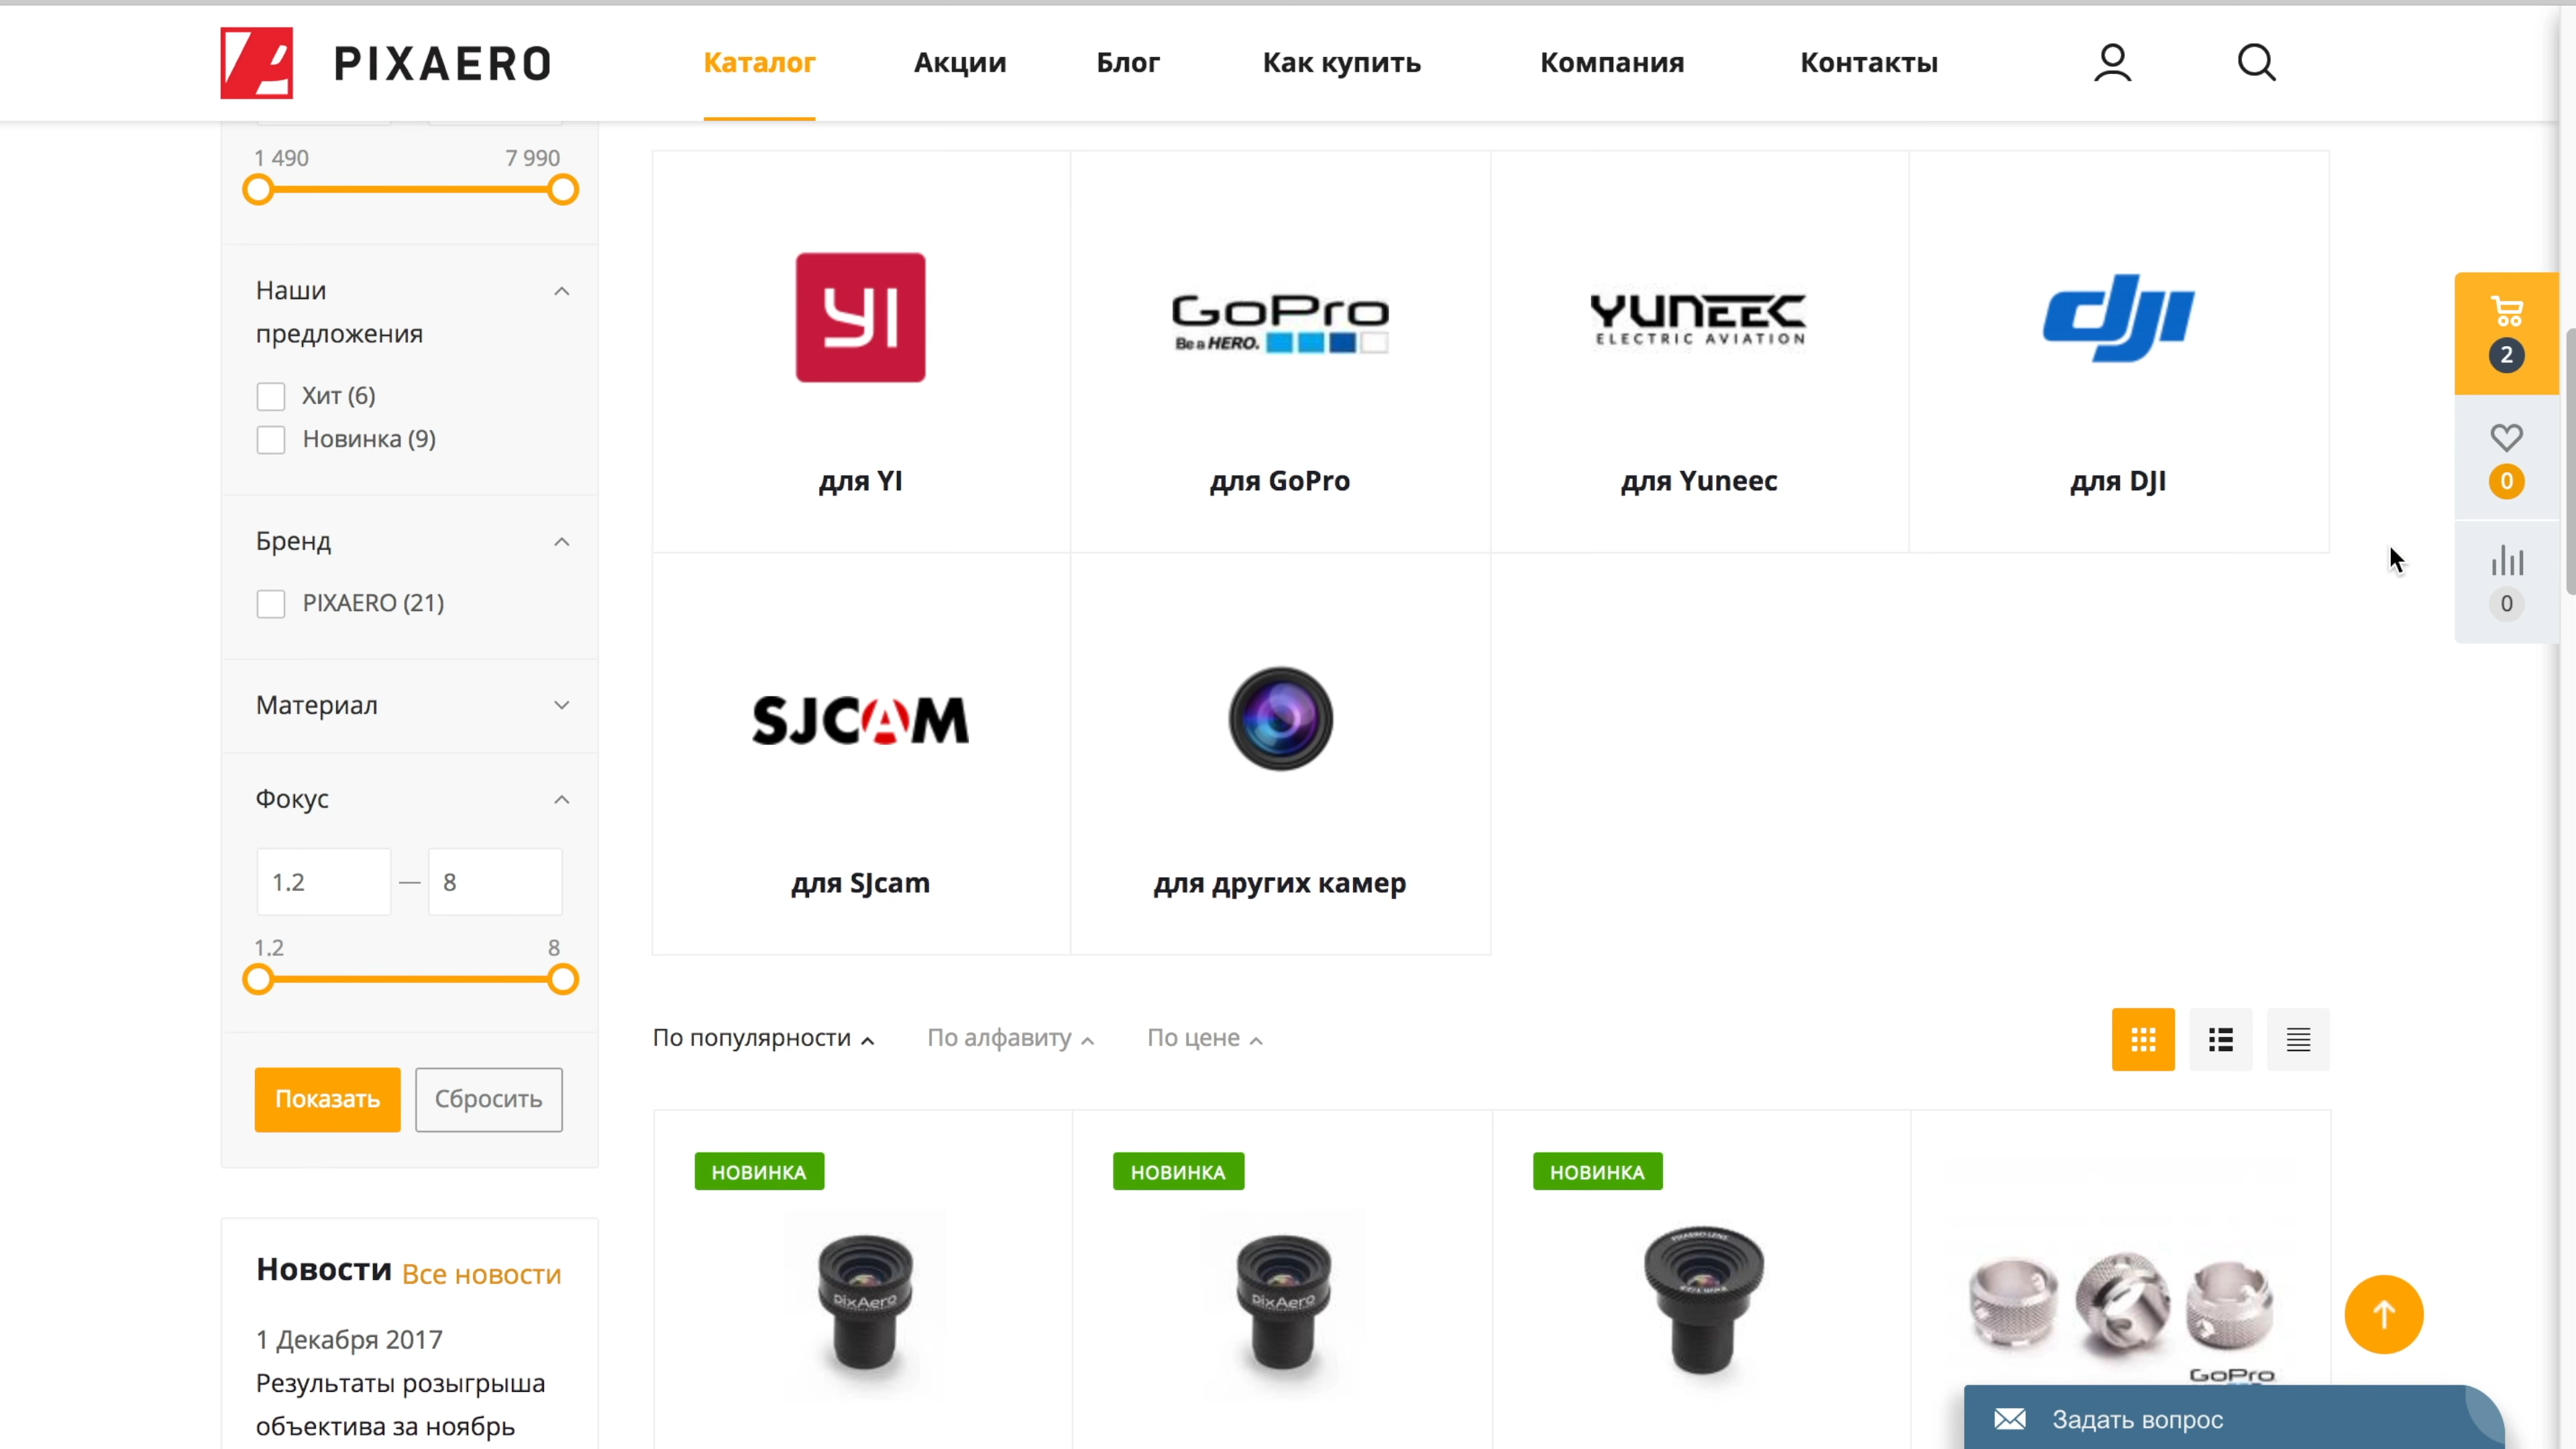 PIXAERO
Каталог
Акции
Блог
Как купить
Компания
Контакты
1 490
7 990
Наши
предложения
Хит (6)
Новинка (9)
Бренд
PIXAERO (21)
Материал
Фокус
1.2 — 8
1.2
8
Показать
Сбросить
Новости Все новости
1 Декабря 2017
Результаты розыгрыша
объектива за ноябрь
YI
для YI
GoPro
Be a HERO.
для GoPro
YUNEEC
ELECTRIC AVIATION
для Yuneec
dji
для DJI
SJCAM
для SJcam
для других камер
2
0
0
По популярности
По алфавиту
По цене
НОВИНКА
PixAero
НОВИНКА
PixAero
НОВИНКА
PIXAERO LENS
GoPro
Задать вопрос